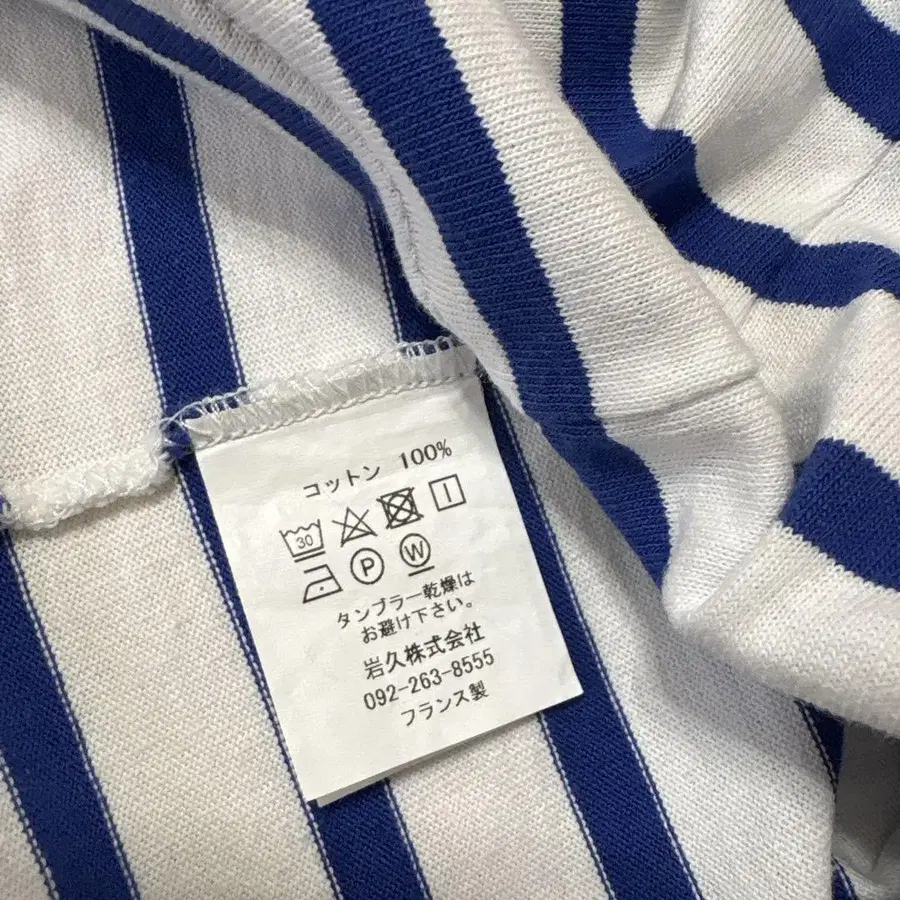 コットン 100%
30
P W
タンブラー乾燥は
お避け下さい。
岩久株式会社
092-263-8555
フランス製